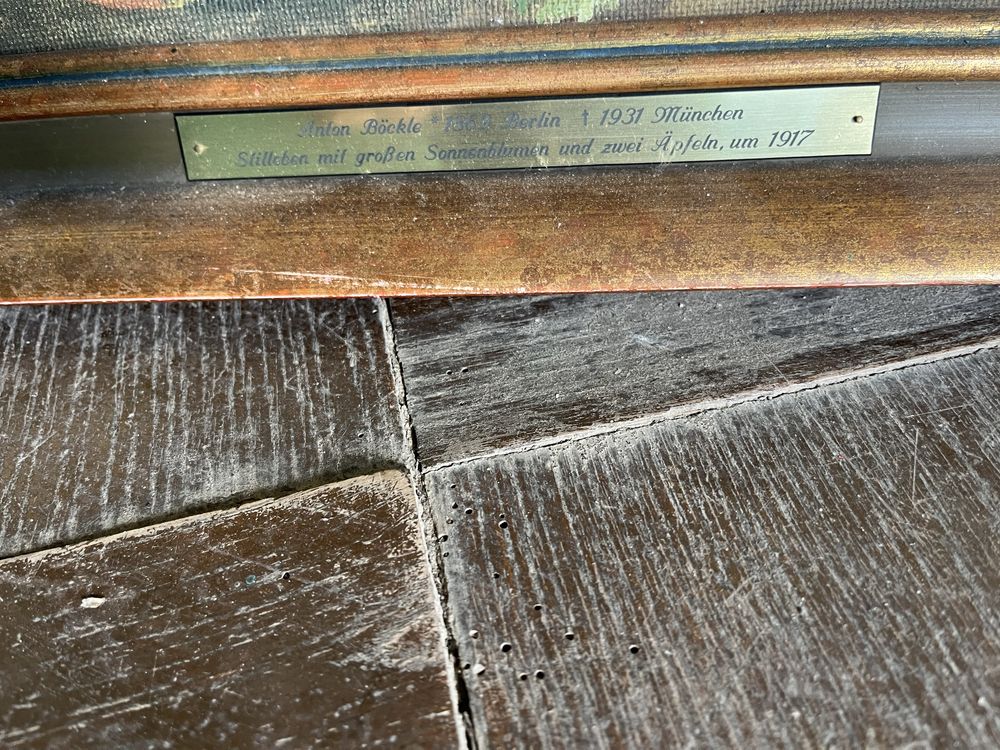 Anton Böckle * Berlin † 1931 München
Stilleben mit großen Sonnenblumen und zwei Äpfeln, um 1917